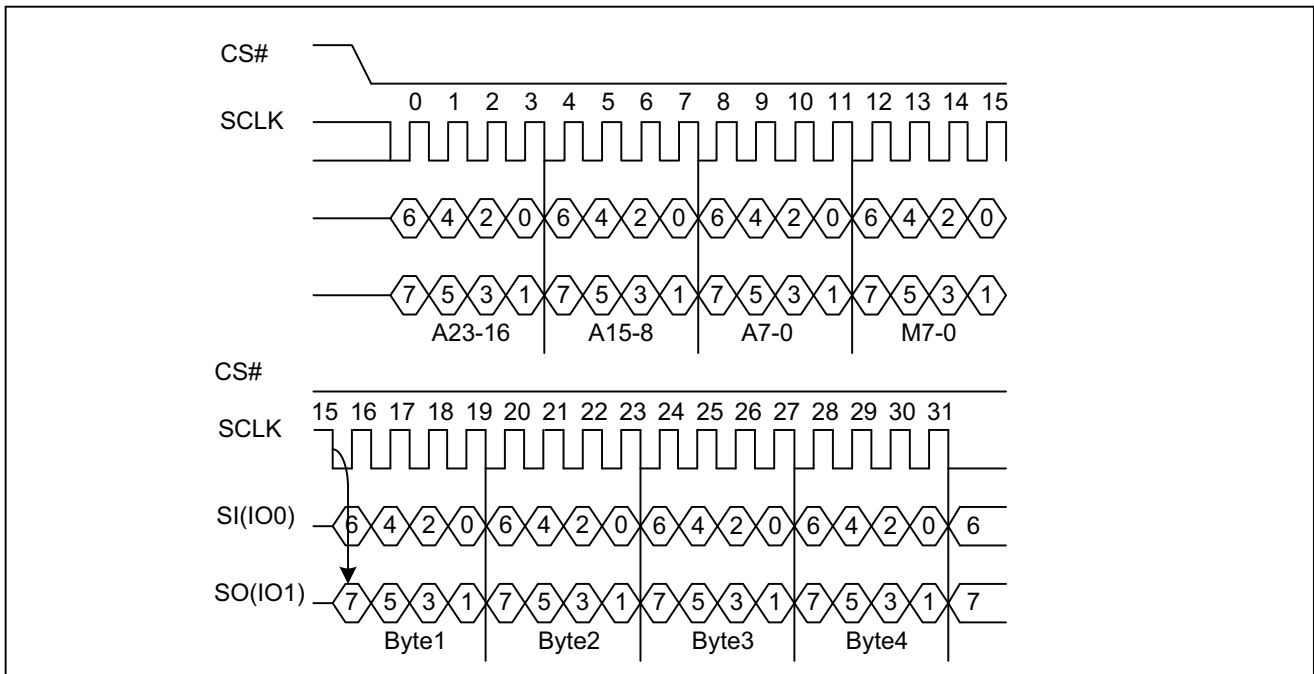 CS#
0 1 2 3 4 5 6 7 8 9 10 11 12 13 14 15
SCLK
6 4 2 0 6 4 2 0 6 4 2 0 6 4 2 0
7 5 3 1 7 5 3 1 7 5 3 1 7 5 3 1
A23-16 A15-8 A7-0 M7-0
CS#
15 16 17 18 19 20 21 22 23 24 25 26 27 28 29 30 31
SCLK
SI(IO0) 6 4 2 0 6 4 2 0 6 4 2 0 6 4 2 0 6
SO(IO1) 7 5 3 1 7 5 3 1 7 5 3 1 7 5 3 1 7
Byte1 Byte2 Byte3 Byte4